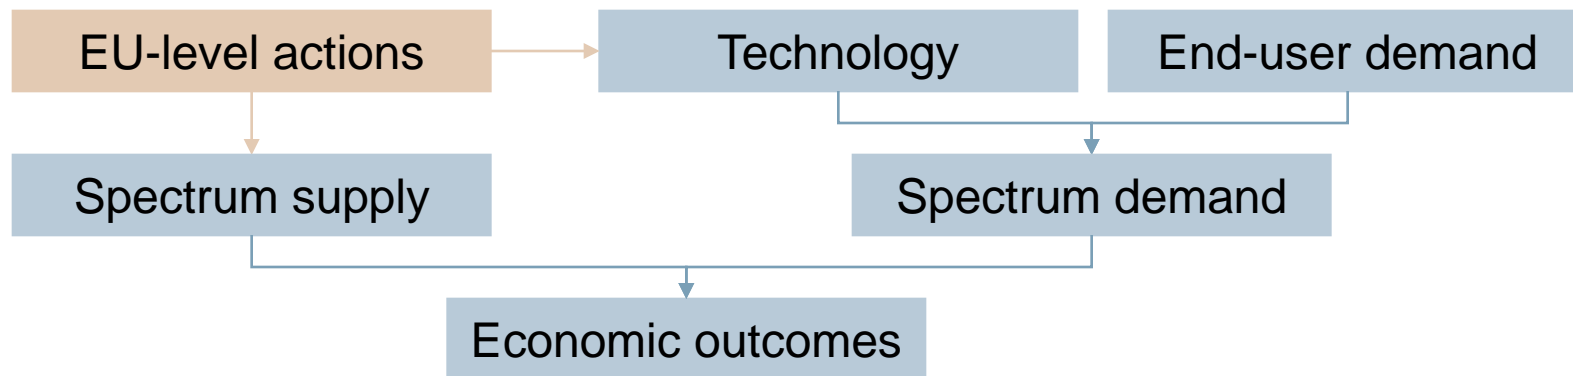 EU-level actions
Technology
End-user demand
Spectrum supply
Spectrum demand
Economic outcomes